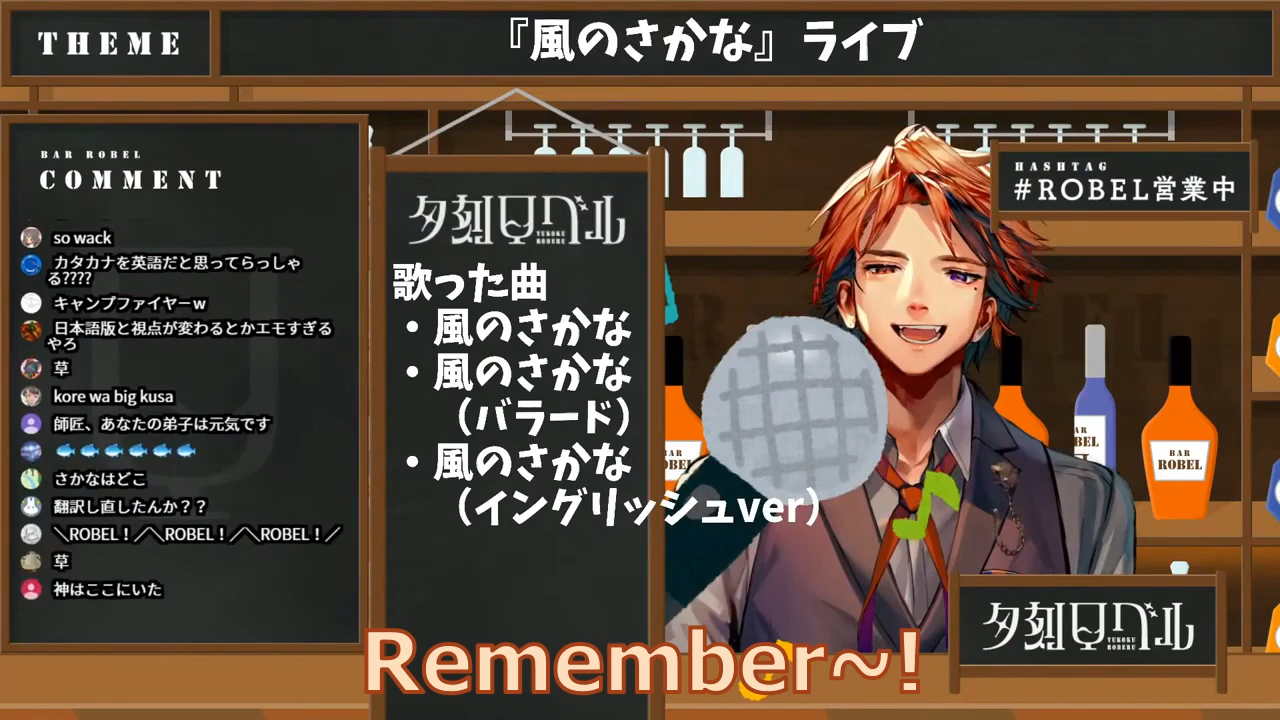 THEME
『風のさかな』ライブ
BAR ROBEL
COMMENT
so wack
カタカナを英語だと思ってらっしゃ
る????
キャンプファイヤーw
日本語版と視点が変わるとかエモすぎる
やろ
草
kore wa big kusa
師匠、あなたの弟子は元気です
🐟🐟🐟🐟🐟🐟
さかなはどこ
翻訳し直したんか？？
＼ROBEL！／＼ROBEL！／＼ROBEL！／
草
神はここにいた
夕刻ロベル
YUKOKU
ROBERU
歌った曲
・風のさかな
・風のさかな
（バラード）
・風のさかな
（イングリッシュver）
HASHTAG
#ROBEL営業中
BAR
ROBEL
BAR
ROBEL
夕刻ロベル
YUKOKU
ROBERU
Remember~!